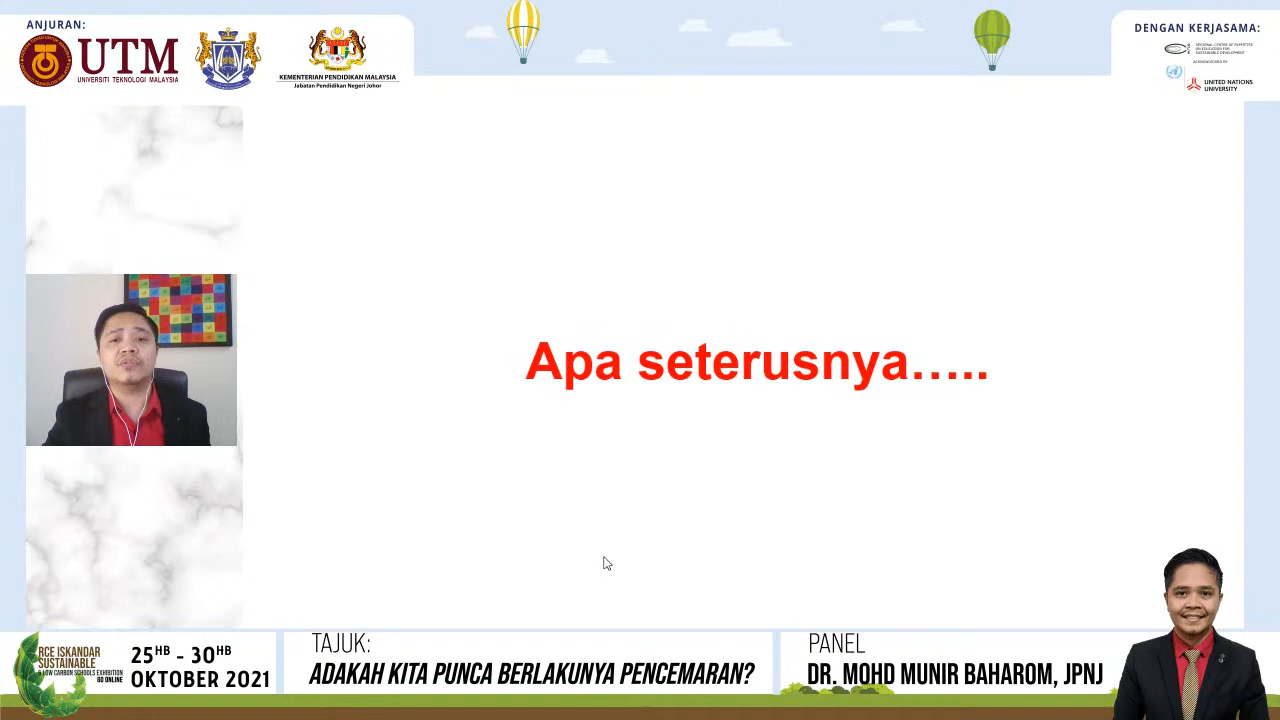 ANJURAN:
UTM
UNIVERSITI TEKNOLOGI MALAYSIA
KEMENTERIAN PENDIDIKAN MALAYSIA
Jabatan Pendidikan Negeri Johor
DENGAN KERJASAMA:
REGIONAL CENTRE OF EXPERTISE
ON EDUCATION FOR
SUSTAINABLE DEVELOPMENT
ACKNOWLEDGED BY
UNITED NATIONS
UNIVERSITY
Apa seterusnya.....
RCE ISKANDAR
SUSTAINABLE
& LOW CARBON SCHOOLS EXHIBITION
GO ONLINE
25HB - 30HB
OKTOBER 2021
TAJUK:
ADAKAH KITA PUNCA BERLAKUNYA PENCEMARAN?
PANEL
DR. MOHD MUNIR BAHAROM, JPNJ